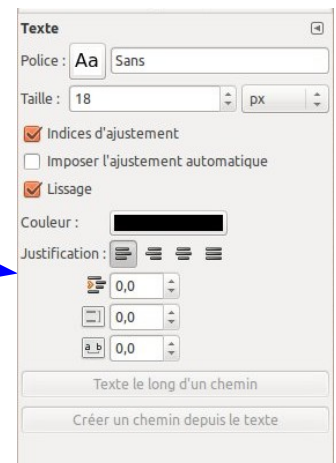 Texte
Police : Aa Sans
Taille : 18 px
Indices d'ajustement
Imposer l'ajustement automatique
Lissage
Couleur :
Justification :
0,0
0,0
a b 0,0
Texte le long d'un chemin
Créer un chemin depuis le texte